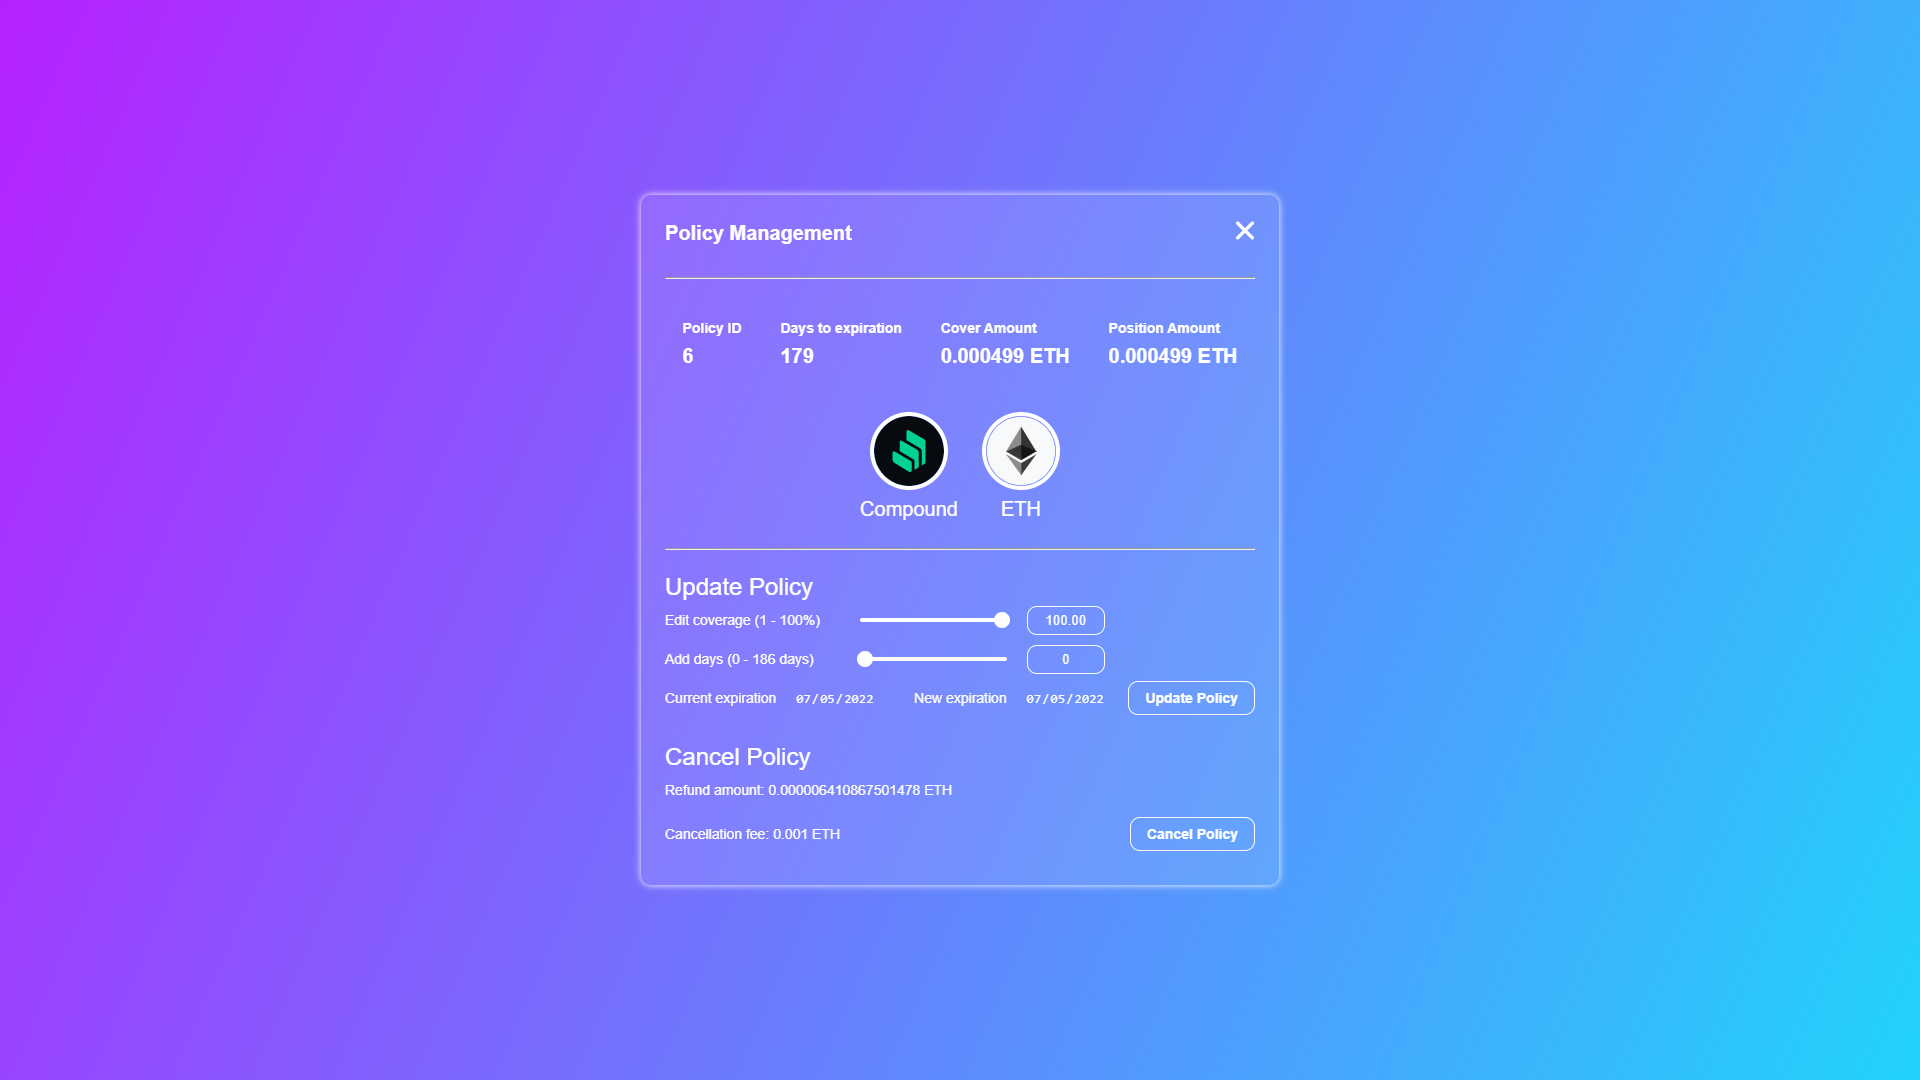 Policy Management
Policy ID Days to expiration Cover Amount Position Amount
6 179 0.000499 ETH 0.000499 ETH
Compound ETH
Update Policy
Edit coverage (1 - 100%) 100.00
Add days (0 - 186 days) 0
Current expiration 07/05/2022 New expiration 07/05/2022 Update Policy
Cancel Policy
Refund amount: 0.000006410867501478 ETH
Cancellation fee: 0.001 ETH Cancel Policy